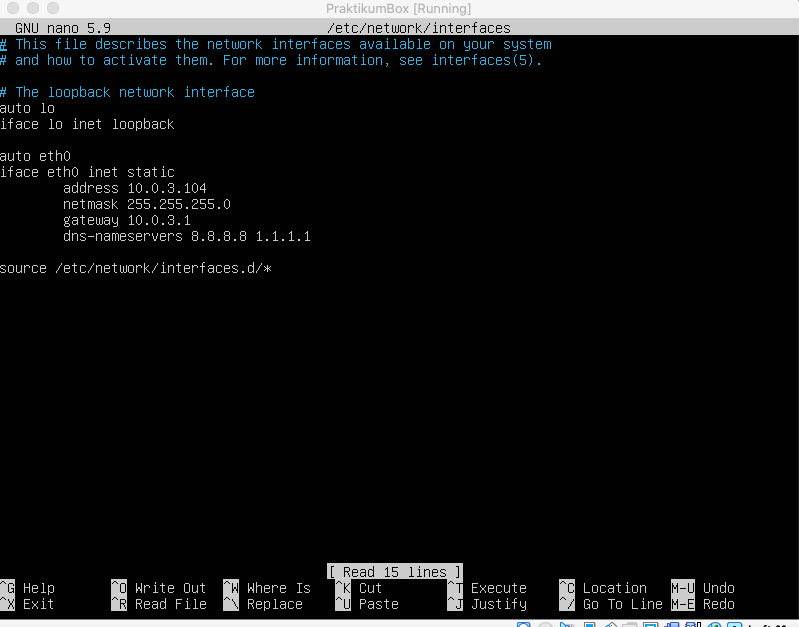 PraktikumBox [Running]
GNU nano 5.9 /etc/network/interfaces
# This file describes the network interfaces available on your system
# and how to activate them. For more information, see interfaces(5).
# The loopback network interface
auto lo
iface lo inet loopback
auto eth0
iface eth0 inet static
address 10.0.3.104
netmask 255.255.255.0
gateway 10.0.3.1
dns-nameservers 8.8.8.8 1.1.1.1
source /etc/network/interfaces.d/*
[ Read 15 lines ]
^G Help ^O Write Out ^W Where Is ^K Cut ^T Execute ^C Location M-U Undo
^X Exit ^R Read File ^\ Replace ^U Paste ^J Justify ^/ Go To Line M-E Redo